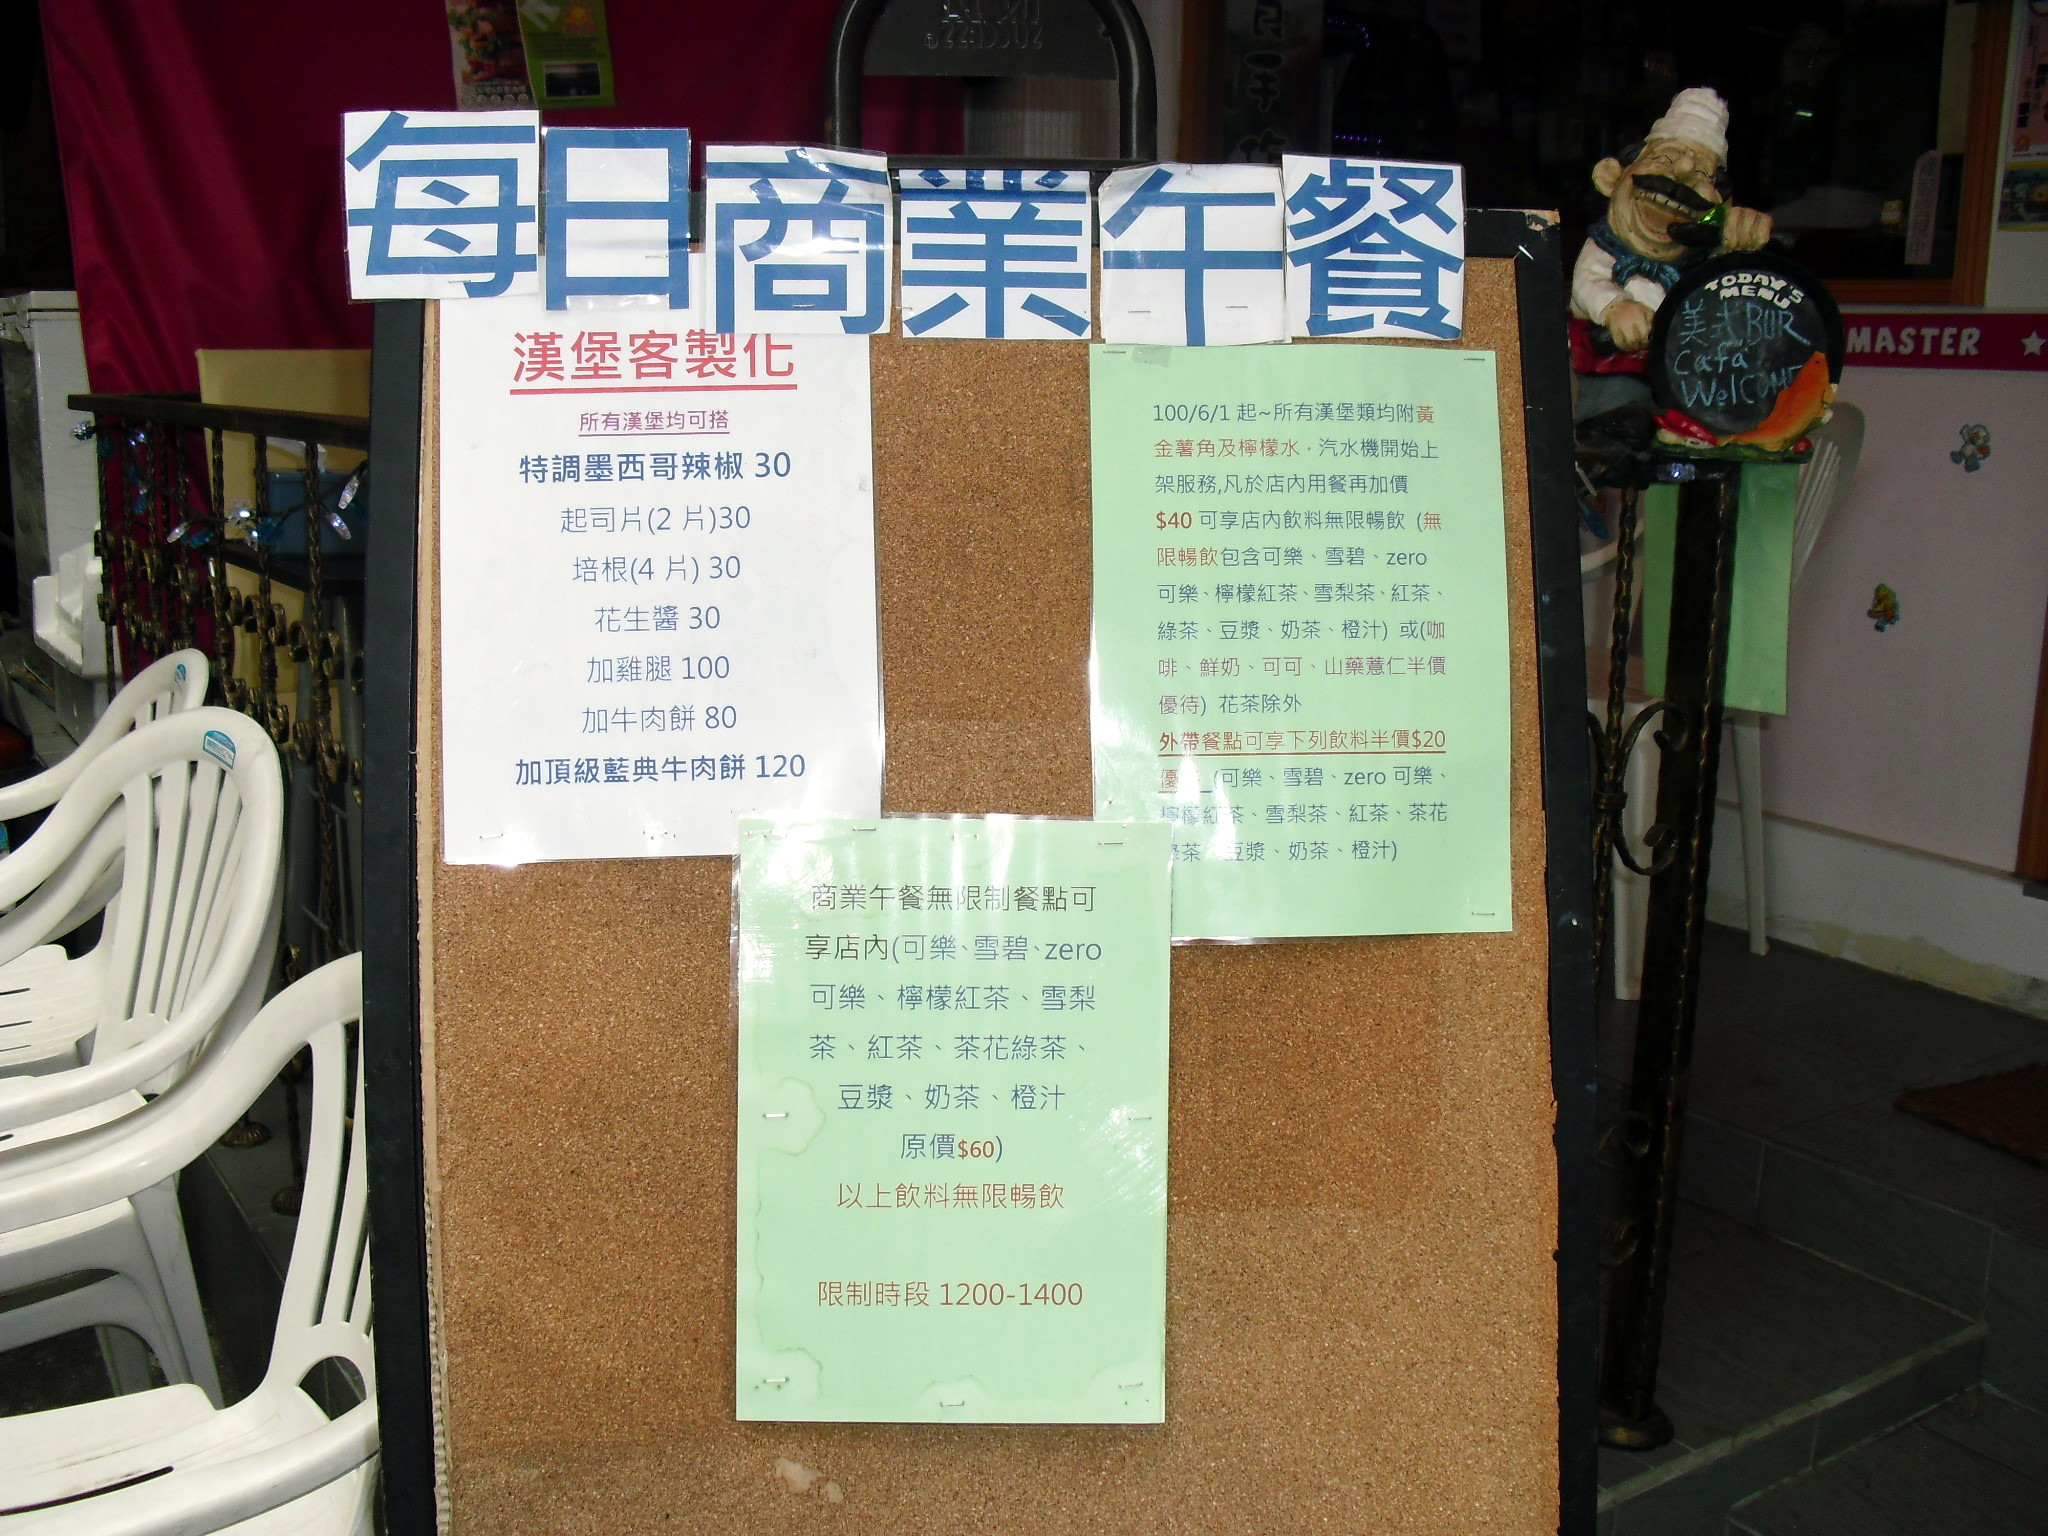 每日商業午餐
漢堡客製化
所有漢堡均可搭
特調墨西哥辣椒 30
起司片(2 片)30
培根(4 片) 30
花生醬 30
加雞腿 100
加牛肉餅 80
加頂級藍典牛肉餅 120
100/6/1 起~所有漢堡類均附黃
金薯角及檸檬水，汽水機開始上
架服務,凡於店內用餐再加價
$40 可享店內飲料無限暢飲 (無
限暢飲包含可樂、雪碧、zero
可樂、檸檬紅茶、雪梨茶、紅茶、
綠茶、豆漿、奶茶、橙汁) 或(咖
啡、鮮奶、可可、山藥薏仁半價
優待) 花茶除外
外帶餐點可享下列飲料半價$20
優 (可樂、雪碧、zero 可樂、
檸檬紅茶、雪梨茶、紅茶、茶花
綠茶、豆漿、奶茶、橙汁)
商業午餐無限制餐點可
享店內(可樂、雪碧、zero
可樂、檸檬紅茶、雪梨
茶、紅茶、茶花綠茶、
豆漿、奶茶、橙汁
原價$60)
以上飲料無限暢飲
限制時段 1200-1400
TODAY'S
MENU
美式BUR
Cafa
WelCOME
MASTER